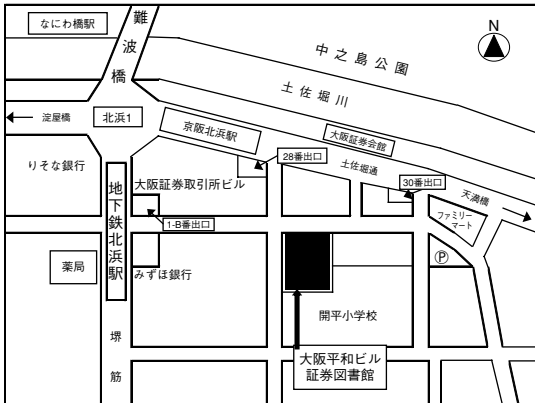 なにわ橋駅
難波橋
N
中之島公園
土佐堀川
淀屋橋
北浜1
京阪北浜駅
大阪証券会館
土佐堀通
28番出口
30番出口
天満橋
りそな銀行
地下鉄北浜駅
大阪証券取引所ビル
1-B番出口
ファミリー
マート
P
薬局
みずほ銀行
開平小学校
堺筋
大阪平和ビル
証券図書館